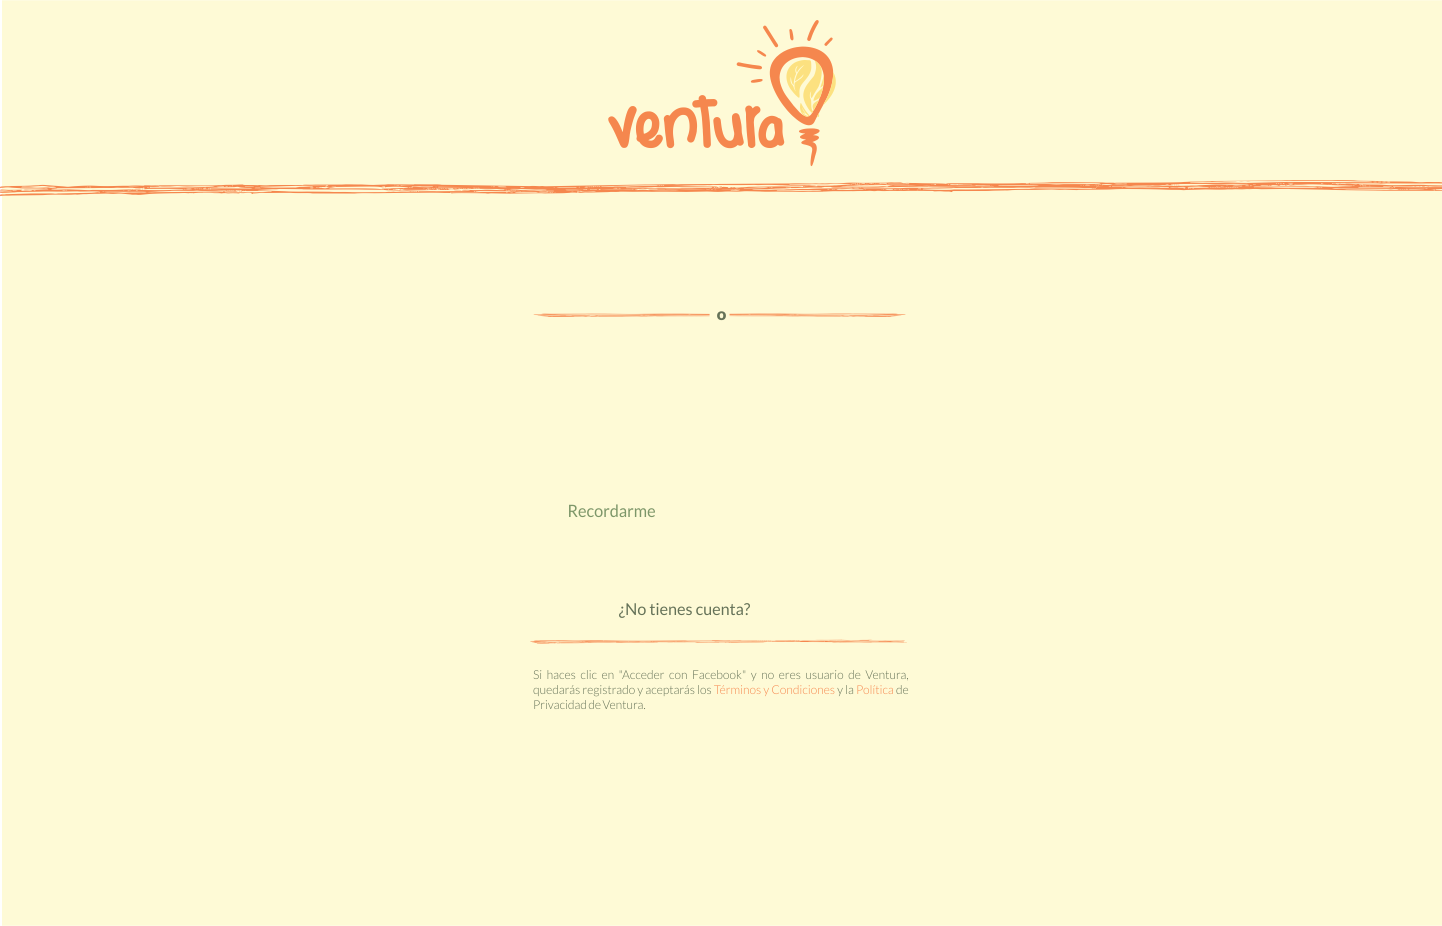 ventura
o
Recordarme
¿No tienes cuenta?
Si haces clic en "Acceder con Facebook" y no eres usuario de Ventura,
quedarás registrado y aceptarás los Términos y Condiciones y la Política de
Privacidad de Ventura.